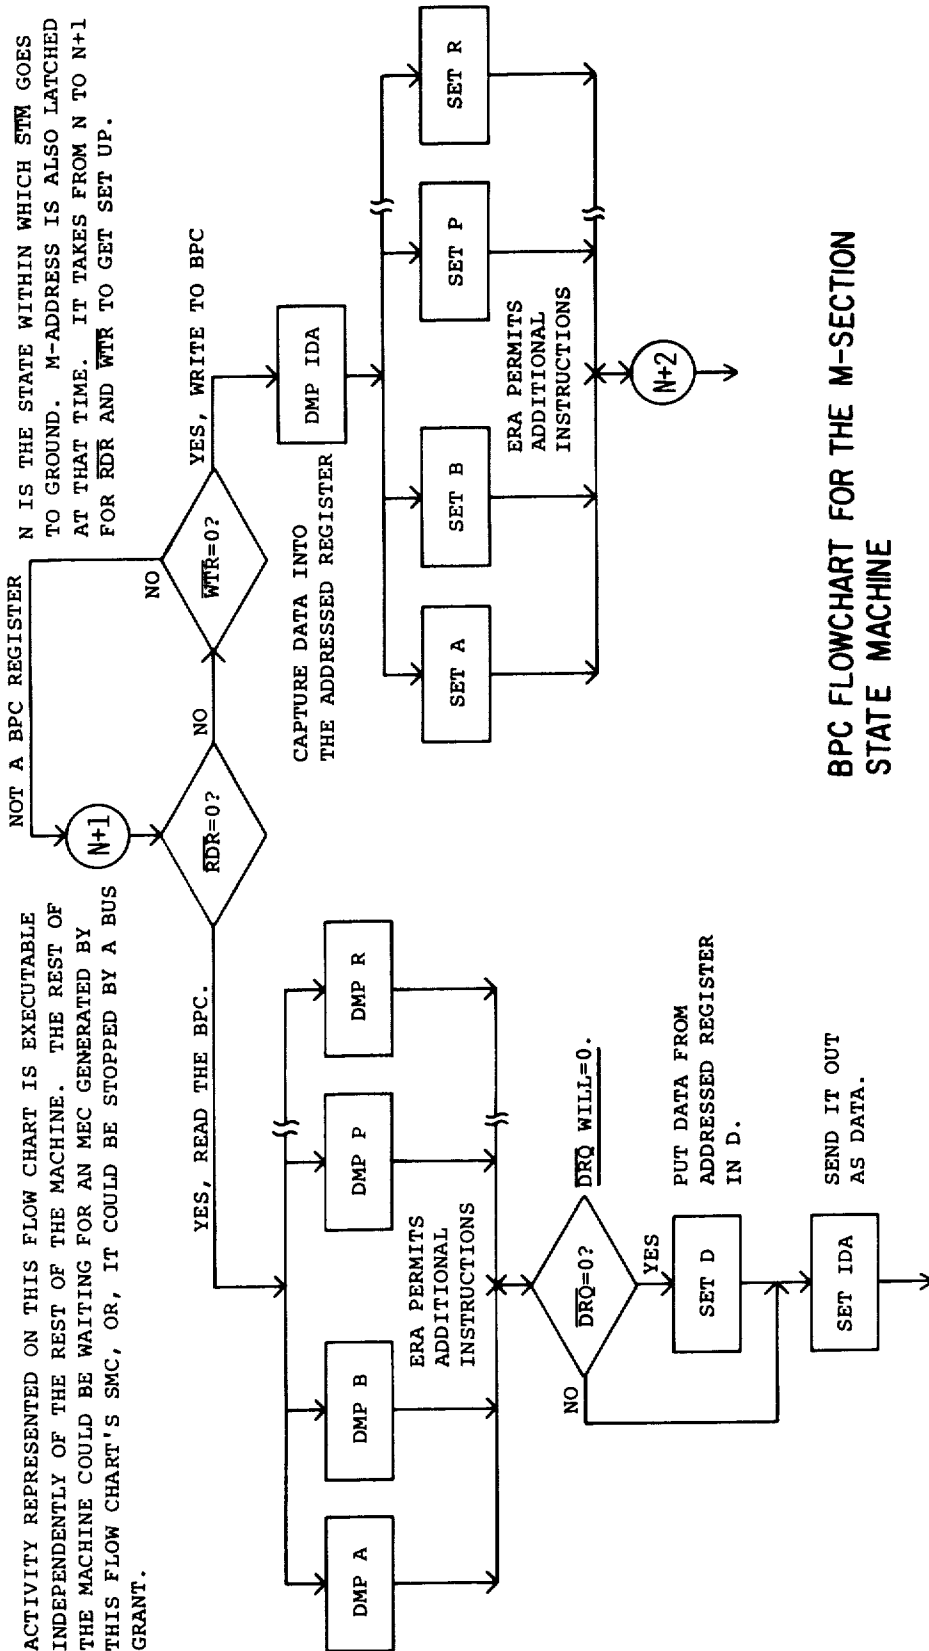 ACTIVITY REPRESENTED ON THIS FLOW CHART IS EXECUTABLE
INDEPENDENTLY OF THE REST OF THE MACHINE. THE REST OF
THE MACHINE COULD BE WAITING FOR AN MEC GENERATED BY
THIS FLOW CHART'S SMC, OR, IT COULD BE STOPPED BY A BUS
GRANT.
NOT A BPC REGISTER
N IS THE STATE WITHIN WHICH S̅T̅M̅ GOES
TO GROUND. M-ADDRESS IS ALSO LATCHED
AT THAT TIME. IT TAKES FROM N TO N+1
FOR R̅D̅R̅ AND W̅T̅R̅ TO GET SET UP.
N+1
R̅D̅R̅=0?
NO
W̅T̅R̅=0?
NO
YES, READ THE BPC.
YES, WRITE TO BPC
DMP A
DMP B
DMP P
DMP R
ERA PERMITS
ADDITIONAL
INSTRUCTIONS
D̅R̅Q̅=0?
D̅R̅Q̅ WILL=0.
NO
YES
SET D
PUT DATA FROM
ADDRESSED REGISTER
IN D.
SET IDA
SEND IT OUT
AS DATA.
DMP IDA
CAPTURE DATA INTO
THE ADDRESSED REGISTER
SET A
SET B
SET P
SET R
ERA PERMITS
ADDITIONAL
INSTRUCTIONS
N+2
BPC FLOWCHART FOR THE M-SECTION
STATE MACHINE